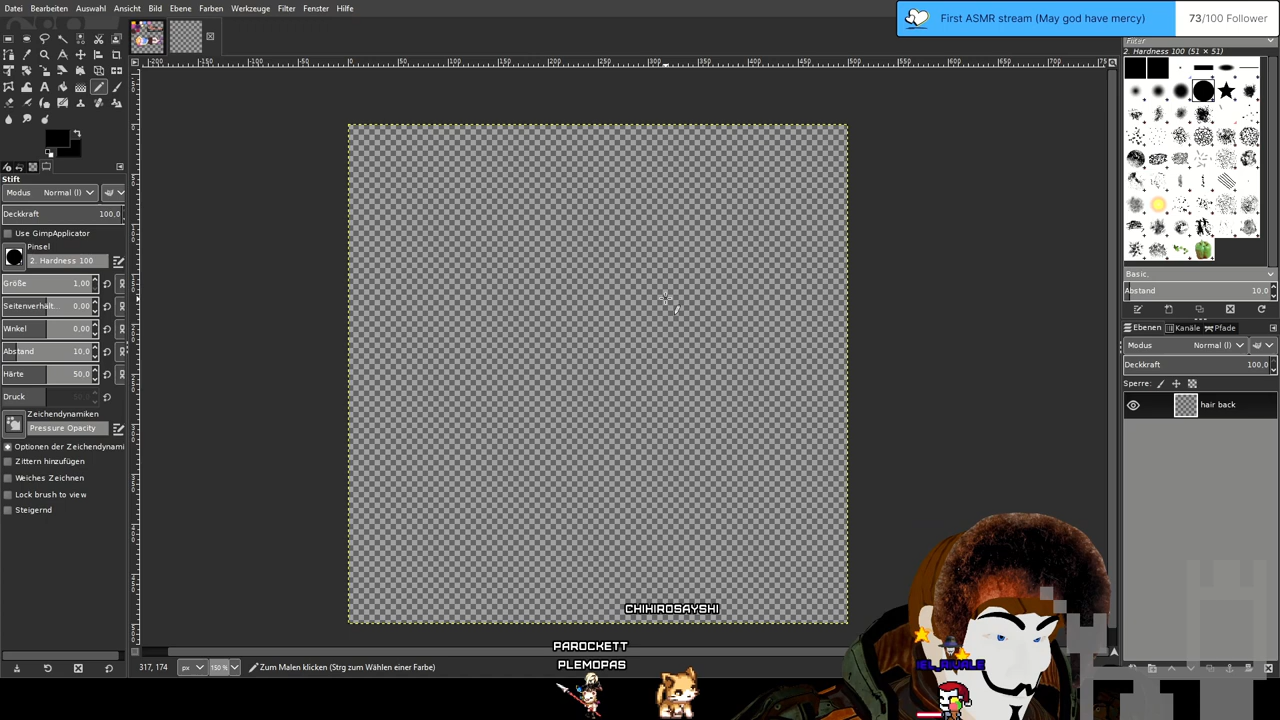 Datei Bearbeiten Auswahl Ansicht Bild Ebene Farben Werkzeuge Filter Fenster Hilfe
First ASMR stream (May god have mercy) 73/100 Follower
Filter
2. Hardness 100 (51 × 51)
Stift
Modus Normal (l)
Deckkraft 100,0
Use GimpApplicator
Pinsel
2. Hardness 100
Größe 1,00
Seitenverhält... 0,00
Winkel 0,00
Abstand 10,0
Härte 50,0
Druck
Zeichendynamiken
Pressure Opacity
Optionen der Zeichendynami
Zittern hinzufügen
Weiches Zeichnen
Lock brush to view
Steigernd
Basic.
Abstand 10,0
Ebenen Kanäle Pfade
Modus Normal (l)
Deckkraft 100,0
Sperre:
hair back
CHIHIROSAYSHI
PAROCKETT
PLEMOPAS
317, 174 px 150 % Zum Malen klicken (Strg zum Wählen einer Farbe)